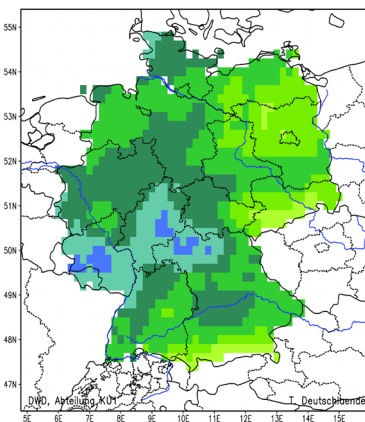 55N
54N
53N
52N
51N
50N
49N
48N
47N
DWD, Abteilung KU1 T. Deutschbende
5E 6E 7E 8E 9E 10E 11E 12E 13E 14E 15E